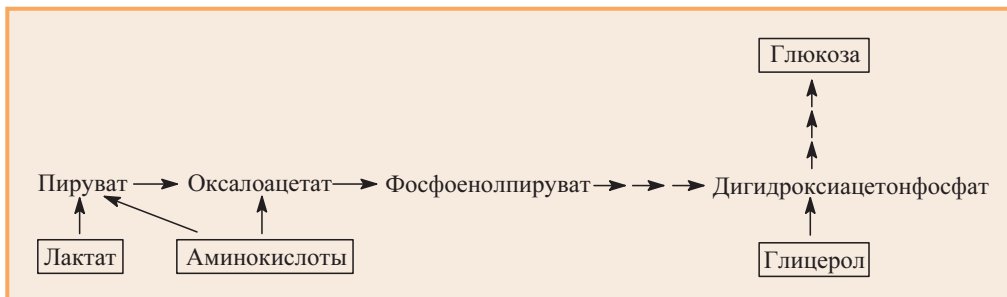 Глюкоза
Пируват Оксалоацетат Фосфоенолпируват Дигидроксиацетонфосфат
Лактат Аминокислоты Глицерол